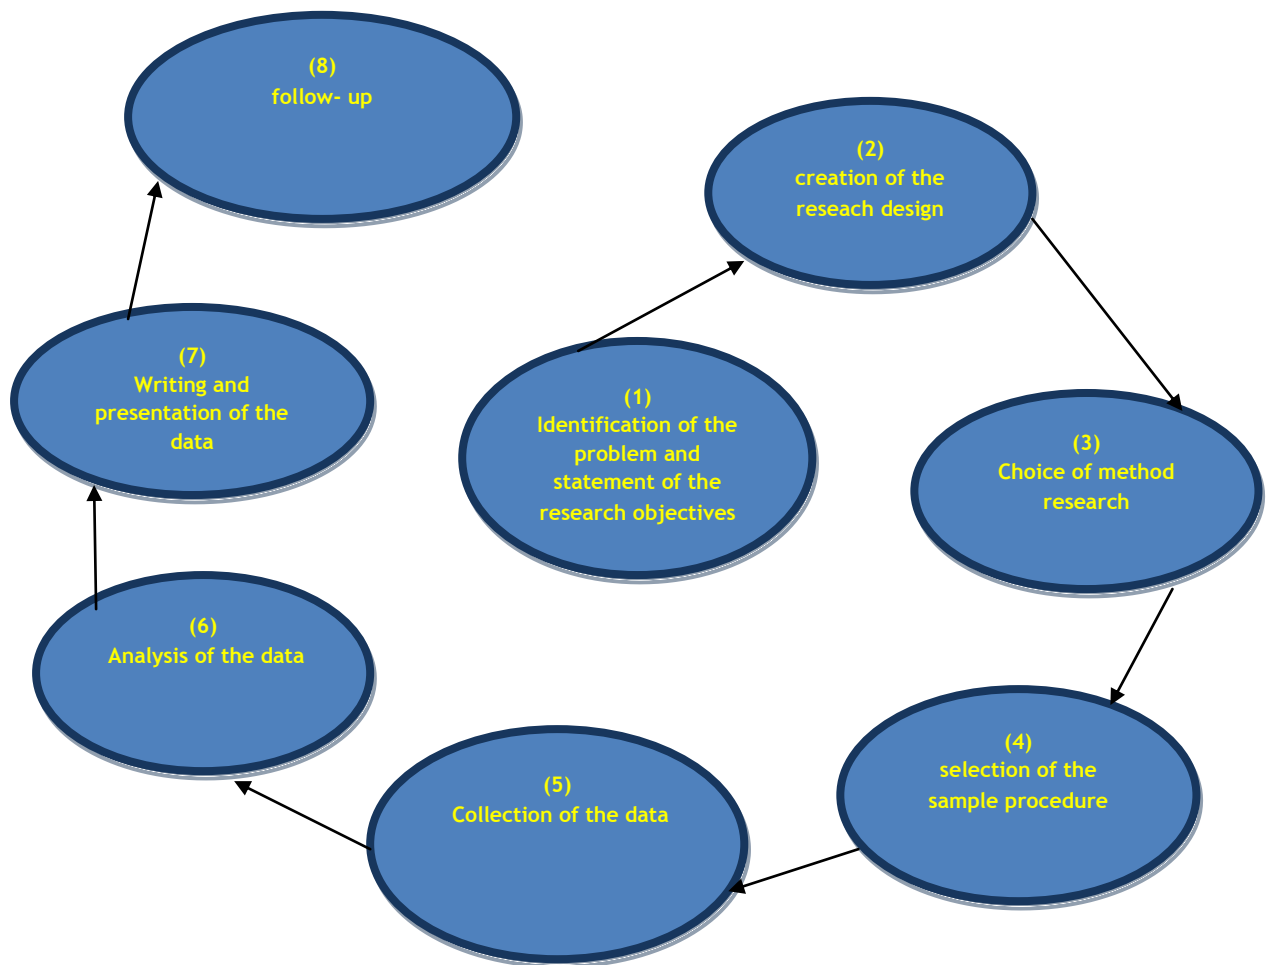 (1)
Identification of the
problem and
statement of the
research objectives
(2)
creation of the
reseach design
(3)
Choice of method
research
(4)
selection of the
sample procedure
(5)
Collection of the data
(6)
Analysis of the data
(7)
Writing and
presentation of the
data
(8)
follow- up